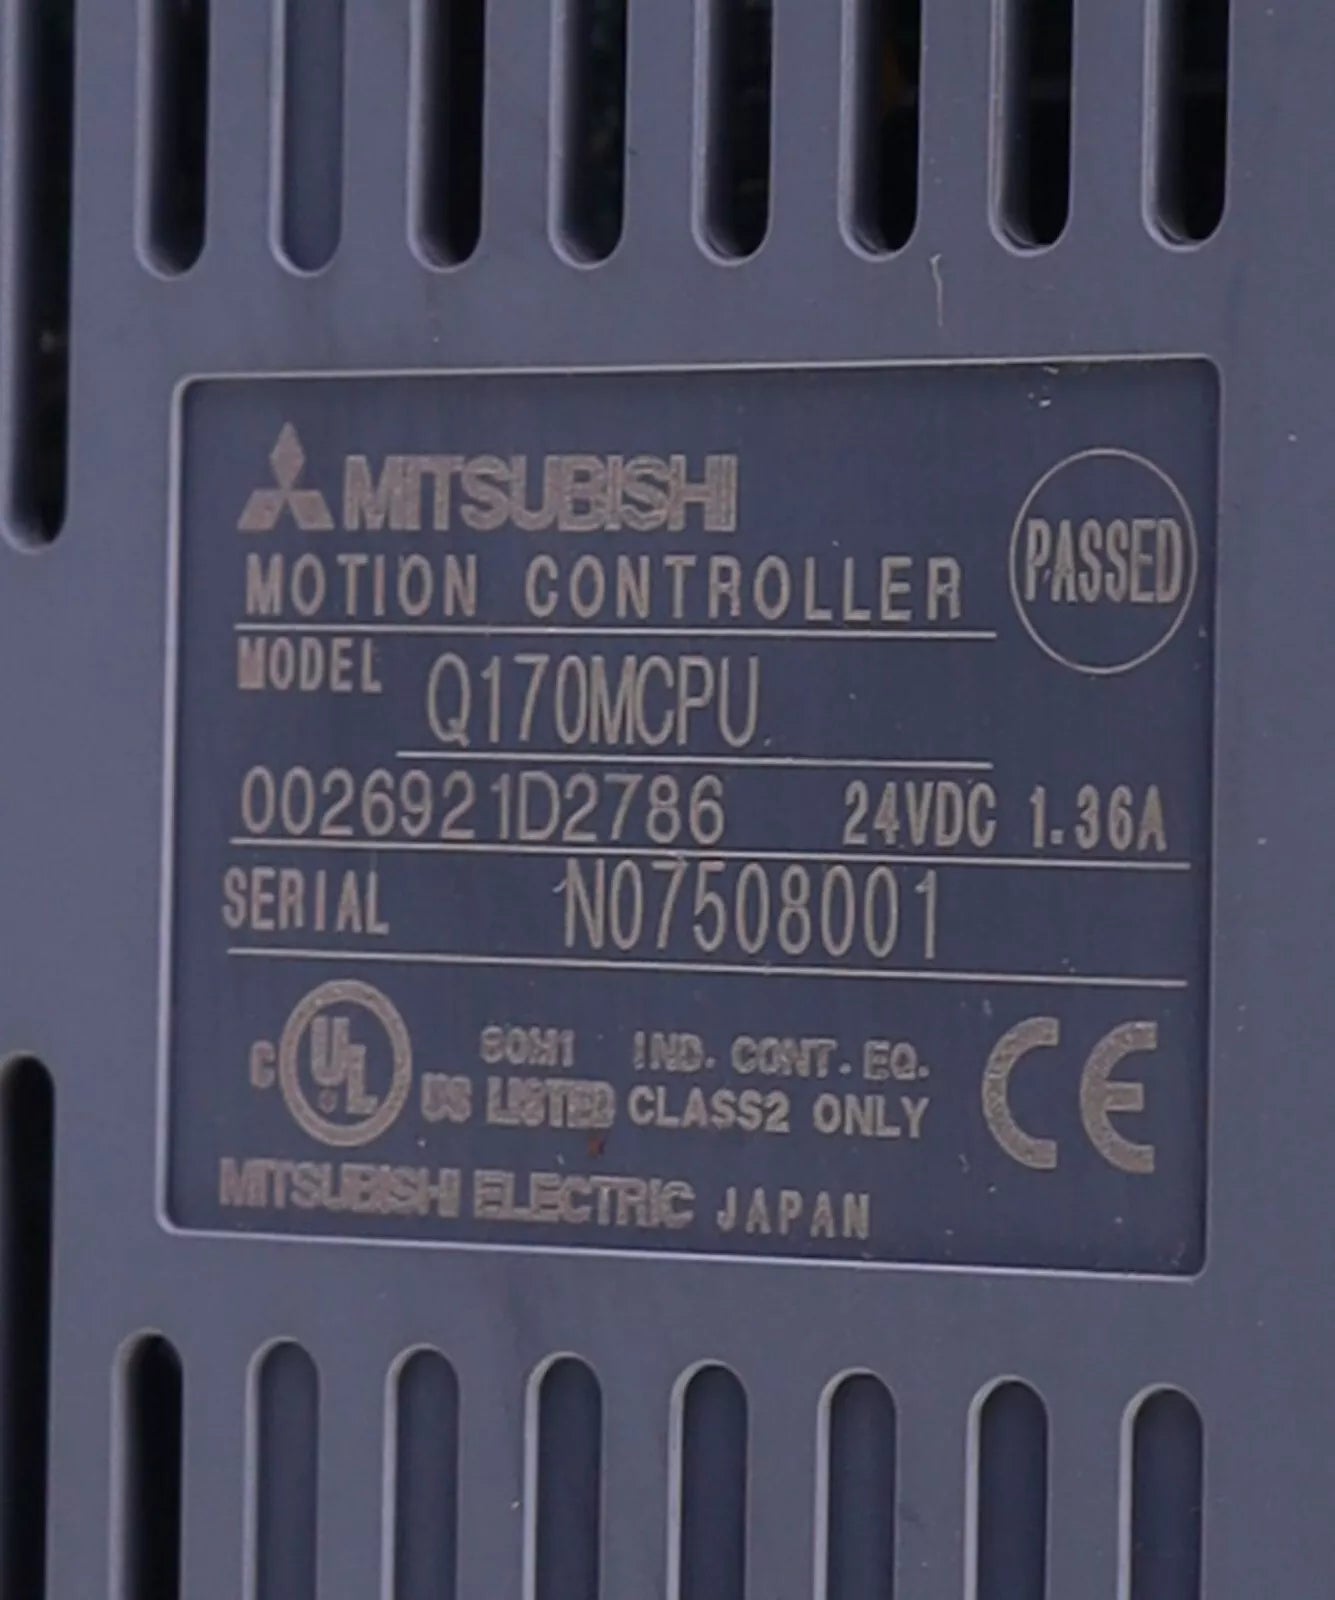 MITSUBISHI
MOTION CONTROLLER
PASSED
MODEL Q170MCPU
0026921D2786 24VDC 1.36A
SERIAL N07508001
C UL US LISTED 80M1 IND. CONT. EQ.
CLASS2 ONLY
CE
MITSUBISHI ELECTRIC JAPAN